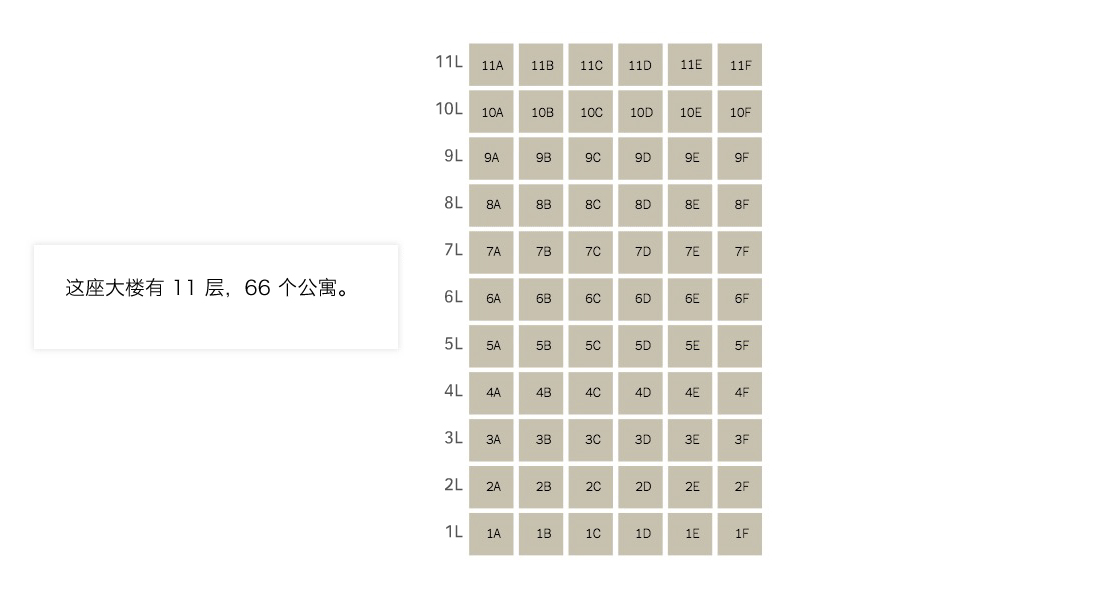 这座大楼有 11 层，66 个公寓。
11L 11A 11B 11C 11D 11E 11F
10L 10A 10B 10C 10D 10E 10F
9L 9A 9B 9C 9D 9E 9F
8L 8A 8B 8C 8D 8E 8F
7L 7A 7B 7C 7D 7E 7F
6L 6A 6B 6C 6D 6E 6F
5L 5A 5B 5C 5D 5E 5F
4L 4A 4B 4C 4D 4E 4F
3L 3A 3B 3C 3D 3E 3F
2L 2A 2B 2C 2D 2E 2F
1L 1A 1B 1C 1D 1E 1F